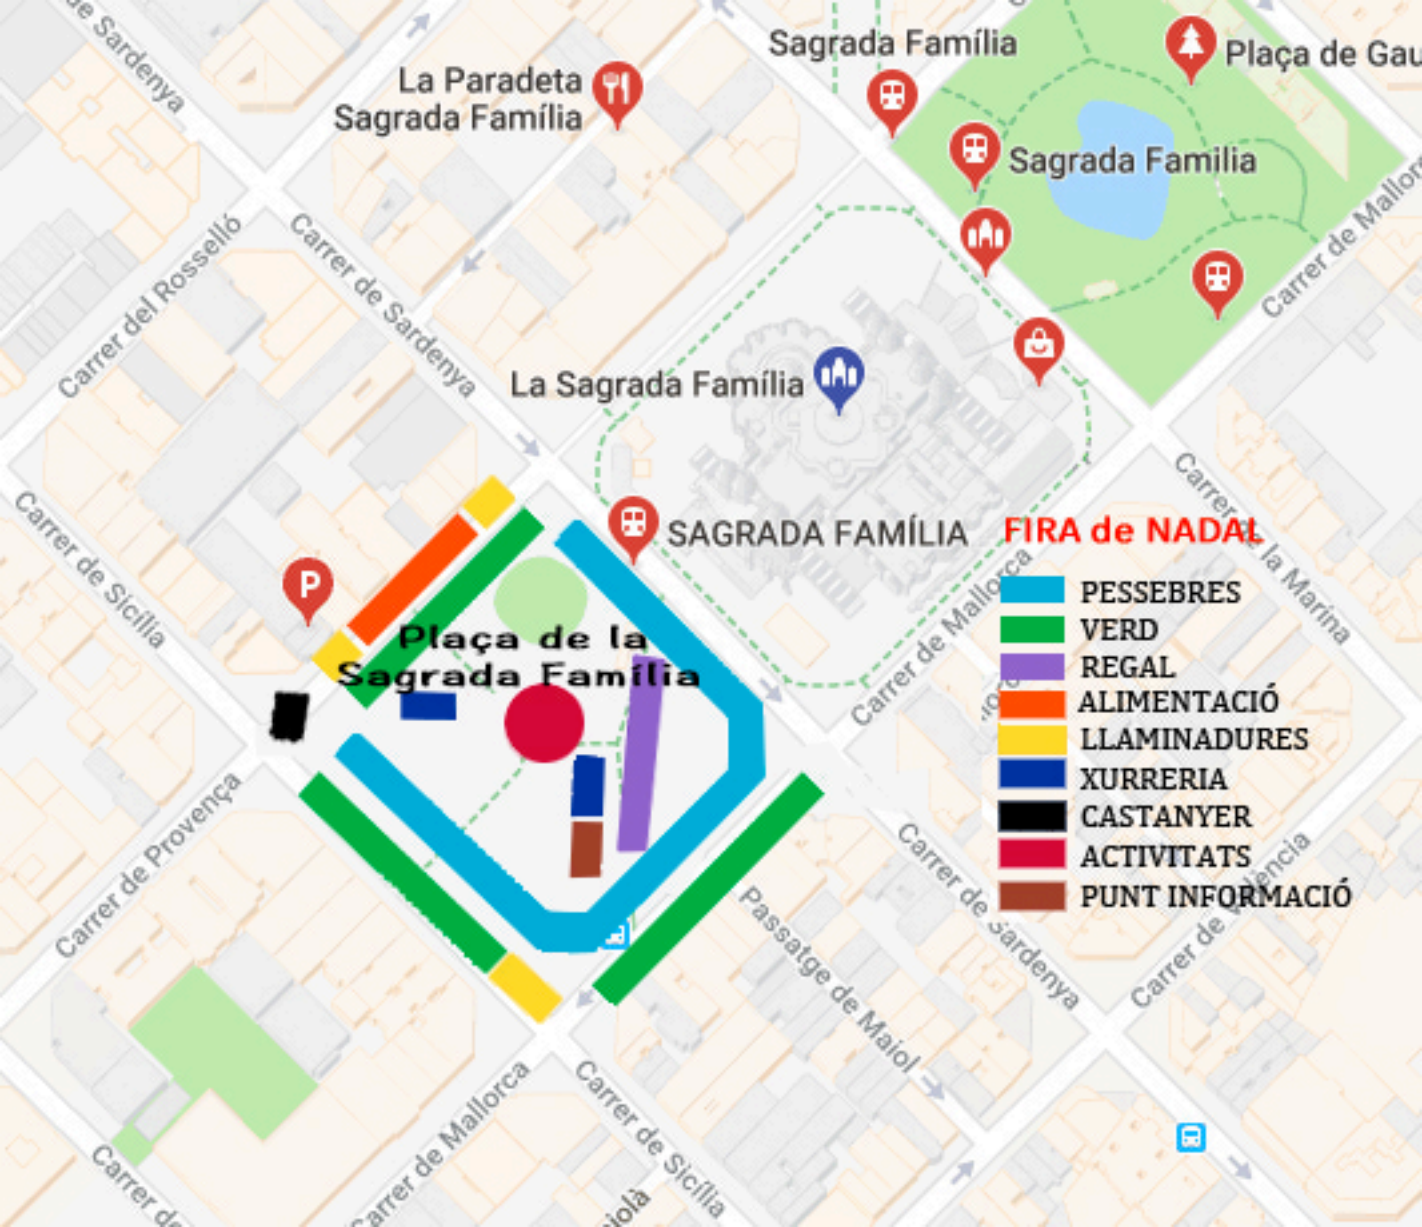 de Sardenya
La Paradeta
Sagrada Família
Sagrada Família
Plaça de Gau
Sagrada Familia
Carrer de Mallor
Carrer del Rosselló
Carrer de Sardenya
La Sagrada Família
SAGRADA FAMÍLIA
Carrer de Sicília
P
Plaça de la
Sagrada Família
Carrer de la Marina
Carrer de Mallorca
FIRA de NADAL
PESSEBRES
VERD
REGAL
ALIMENTACIÓ
LLAMINADURES
XURRERIA
CASTANYER
ACTIVITATS
PUNT INFORMACIÓ
Carrer de Provença
Passatge de Maiol
Carrer de Sardenya
Carrer de València
Carrer de Mallorca
Carrer de Sicília
Carrer de